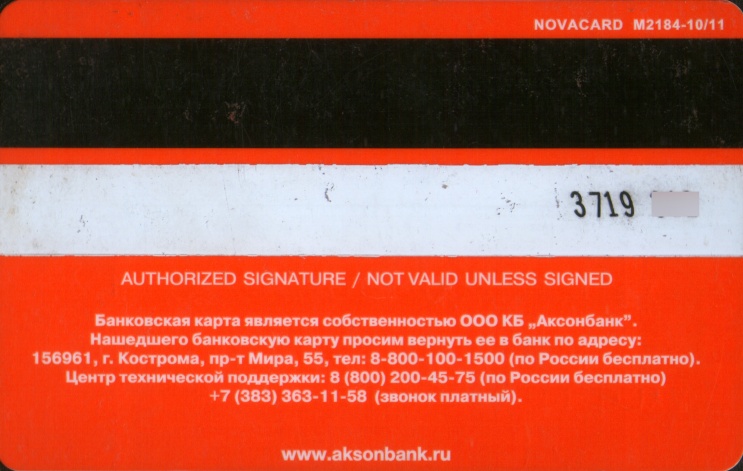 NOVACARD M2184-10/11
3719
AUTHORIZED SIGNATURE / NOT VALID UNLESS SIGNED
Банковская карта является собственностью ООО КБ „Аксонбанк”.
Нашедшего банковскую карту просим вернуть ее в банк по адресу:
156961, г. Кострома, пр-т Мира, 55, тел: 8-800-100-1500 (по России бесплатно).
Центр технической поддержки: 8 (800) 200-45-75 (по России бесплатно)
+7 (383) 363-11-58 (звонок платный).
www.aksonbank.ru